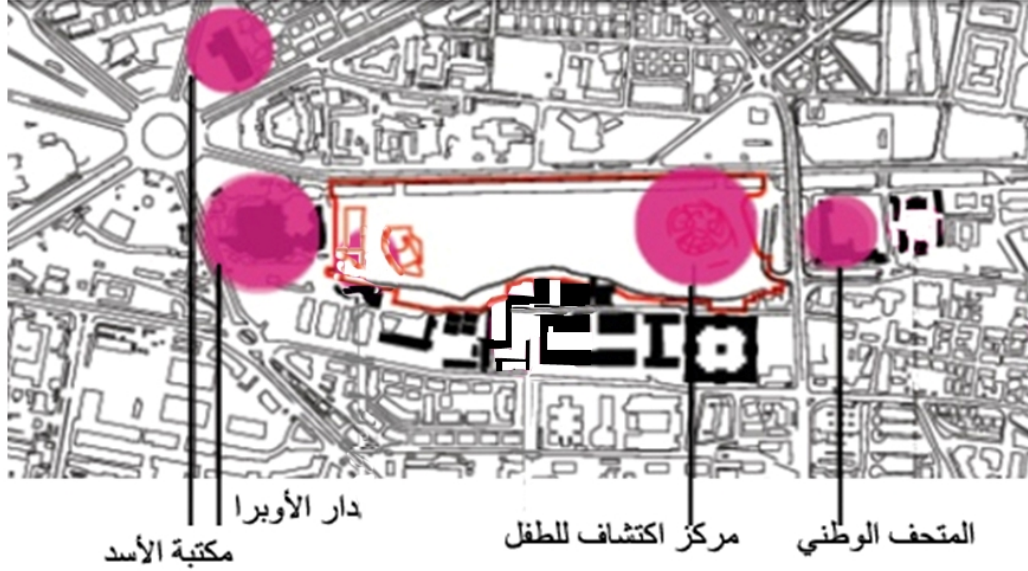 دار الأوبرا
مكتبة الأسد
مركز اكتشاف للطفل
المتحف الوطني